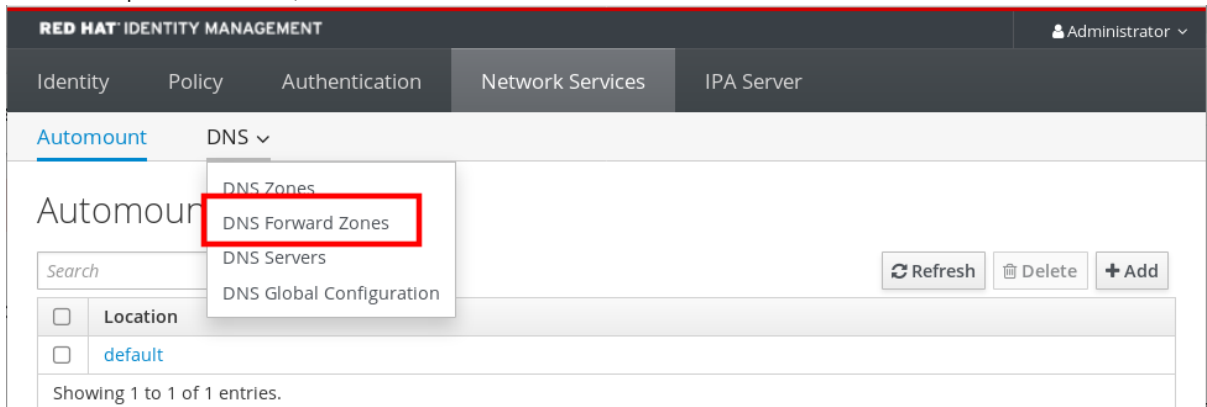 RED HAT® IDENTITY MANAGEMENT
Administrator
Identity Policy Authentication Network Services IPA Server
Automount DNS
DNS Zones
DNS Forward Zones
DNS Servers
DNS Global Configuration
Search
Refresh Delete Add
Location
default
Showing 1 to 1 of 1 entries.